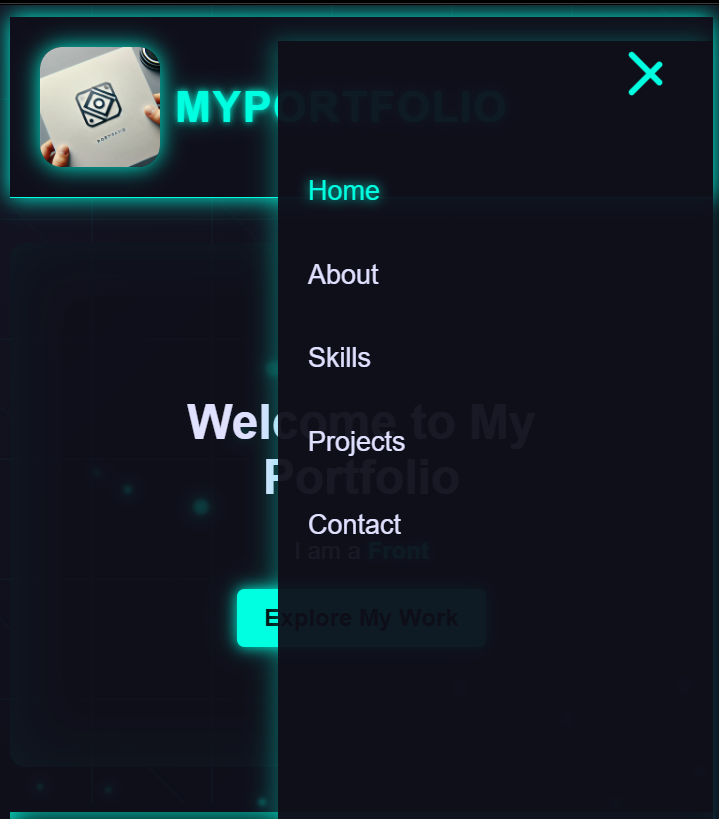 MYPORTFOLIO
Home
About
Skills
Welcome to My
Projects
Portfolio
Contact
I am a Front
Explore My Work